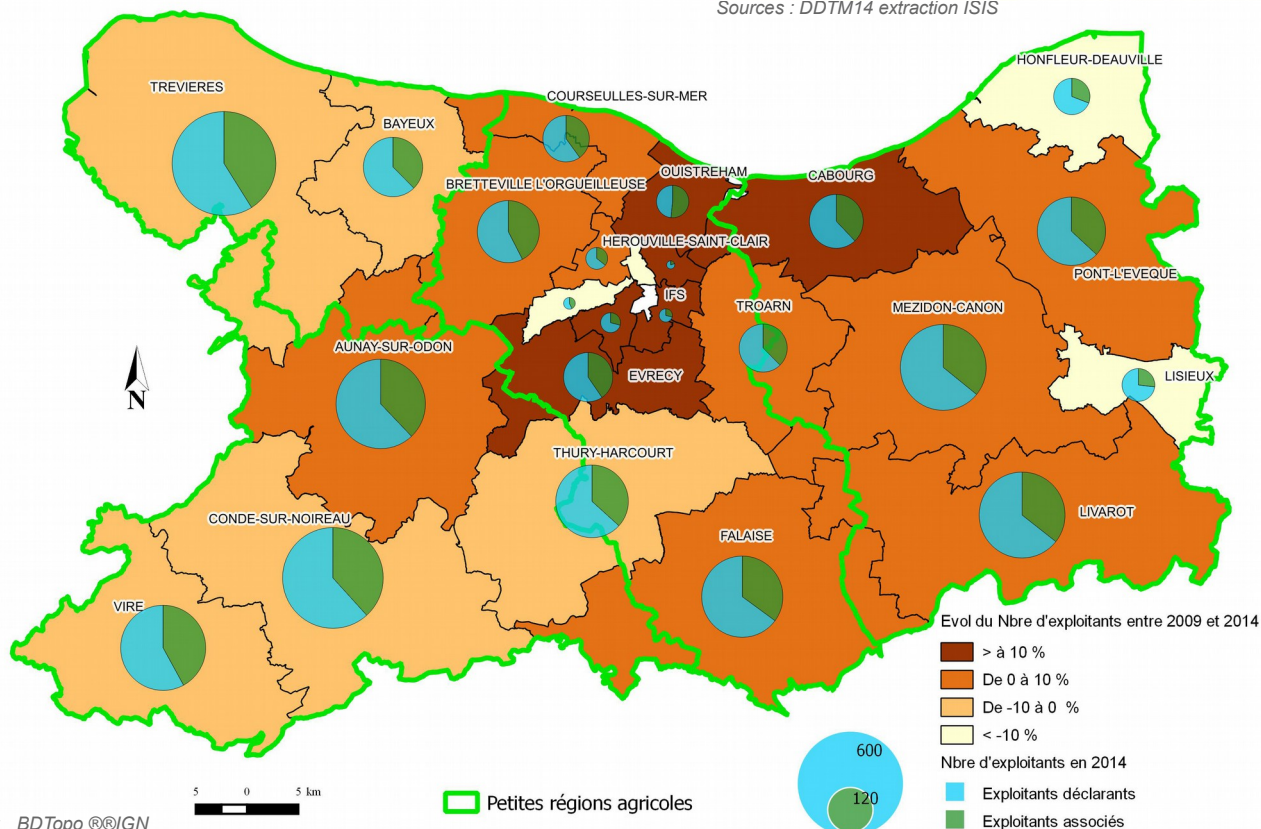 Sources : DDTM14 extraction ISIS
HONFLEUR-DEAUVILLE
TREVIERES
COURSEULLES-SUR-MER
BAYEUX
OUISTREHAM
CABOURG
BRETTEVILLE L'ORGUEILLEUSE
HEROUVILLE-SAINT-CLAIR
PONT-L'EVEQUE
IFS
TROARN
MEZIDON-CANON
AUNAY-SUR-ODON
EVRECY
LISIEUX
N
THURY-HARCOURT
CONDE-SUR-NOIREAU
LIVAROT
FALAISE
VIRE
Evol du Nbre d'exploitants entre 2009 et 2014
> à 10 %
De 0 à 10 %
De -10 à 0 %
< -10 %
Nbre d'exploitants en 2014
Exploitants déclarants
Exploitants associés
600
120
5 0 5 km
Petites régions agricoles
BDTopo ®®IGN